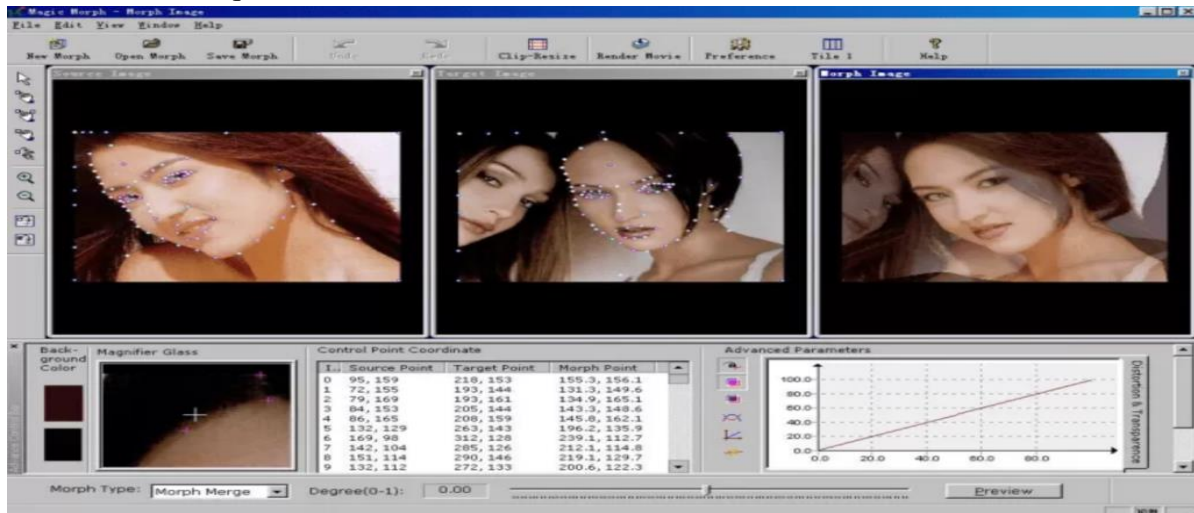 Magic Morph - Morph Image
File Edit View Window Help
New Morph Open Morph Save Morph Undo Redo Clip-Resize Render Movie Preference Tile 1 Help
Source Image Target Image Morph Image
Back-ground Color
Magnifier Glass
Control Point Coordinate
I.. Source Point Target Point Morph Point
0 95, 159 218, 153 155.3, 156.1
1 72, 155 193, 144 131.3, 149.6
2 79, 169 193, 161 134.9, 165.1
3 84, 153 205, 144 143.3, 148.6
4 86, 165 208, 159 145.8, 162.1
5 132, 129 263, 143 196.2, 135.9
6 169, 98 312, 128 239.1, 112.7
7 142, 104 285, 126 212.1, 114.8
8 151, 114 290, 146 219.1, 129.7
9 132, 112 272, 133 200.6, 122.3
Advanced Parameters
100.0
80.0
60.0
40.0
20.0
0.0 20.0 40.0 60.0 80.0
Distortion & Transparence
Morph Type: Morph Merge Degree(0-1): 0.00 Preview
NUM